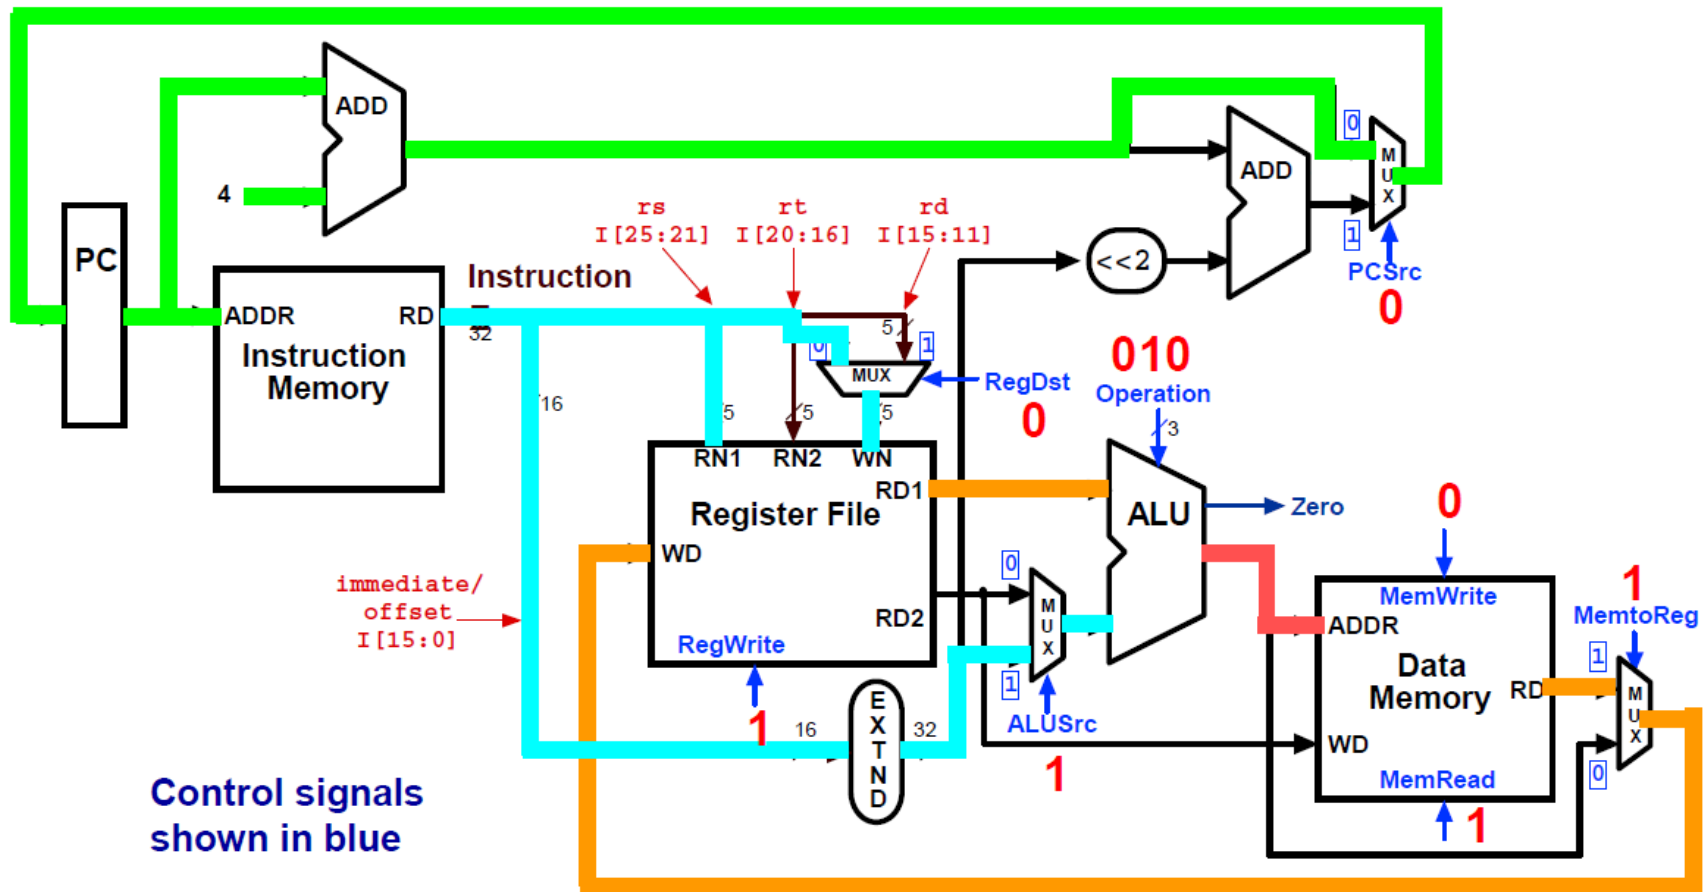 ADD
4
PC
ADDR
RD
Instruction
Memory
Instruction
32
rs
I[25:21]
rt
I[20:16]
rd
I[15:11]
5
0
1
MUX
RegDst
0
16
5
5
5
RN1
RN2
WN
RD1
Register File
WD
RD2
RegWrite
1
immediate/
offset
I[15:0]
16
EXTND
32
<<2
ADD
0
MUX
1
PCSrc
0
010
Operation
3
ALU
Zero
0
MUX
1
ALUSrc
1
0
MemWrite
ADDR
Data
Memory
RD
WD
MemRead
1
1
MemtoReg
1
MUX
0
Control signals
shown in blue